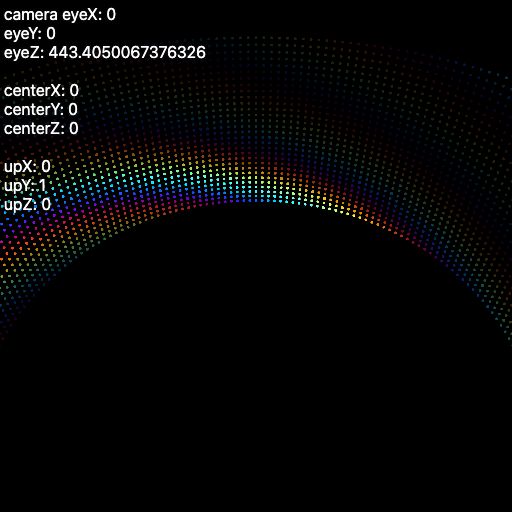 camera eyeX: 0
eyeY: 0
eyeZ: 443.4050067376326
centerX: 0
centerY: 0
centerZ: 0
upX: 0
upY: 1
upZ: 0